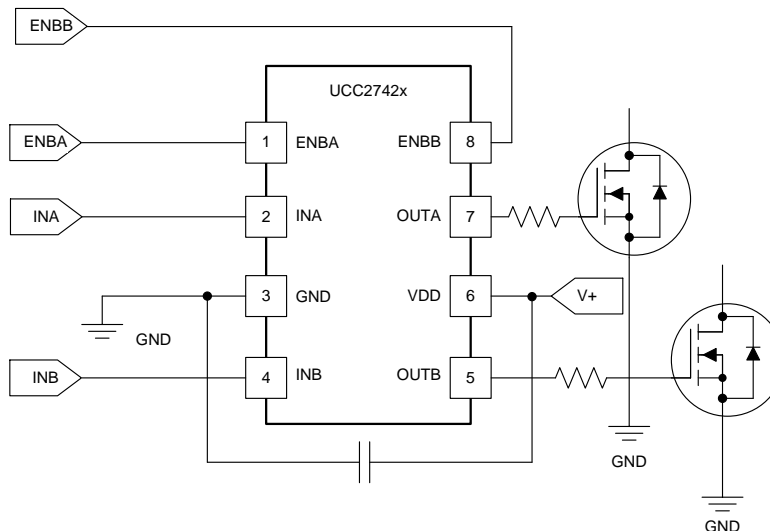 ENBB
UCC2742x
ENBA
1
ENBA
ENBB
8
INA
2
INA
OUTA
7
3
GND
VDD
6
V+
GND
INB
4
INB
OUTB
5
GND
GND